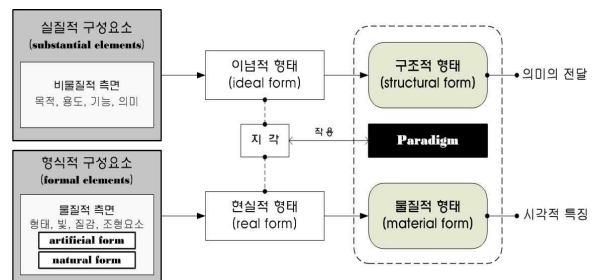 실질적 구성요소
(substantial elements)
비물질적 측면
목적, 용도, 기능, 의미
이념적 형태
(ideal form)
구조적 형태
(structural form)
의미의 전달
지 각
작용
Paradigm
형식적 구성요소
(formal elements)
물질적 측면
형태, 빛, 질감, 조형요소
artificial form
natural form
현실적 형태
(real form)
물질적 형태
(material form)
시각적 특징